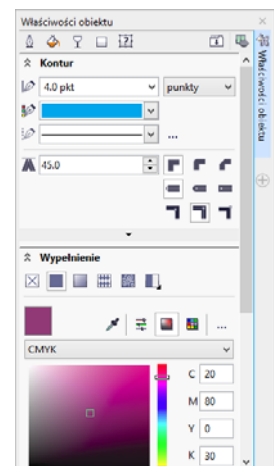 Właściwości obiektu
Kontur
4.0 pkt
punkty
...
45.0
Wypełnienie
...
CMYK
C 20
M 80
Y 0
K 30
Właściwości obiektu